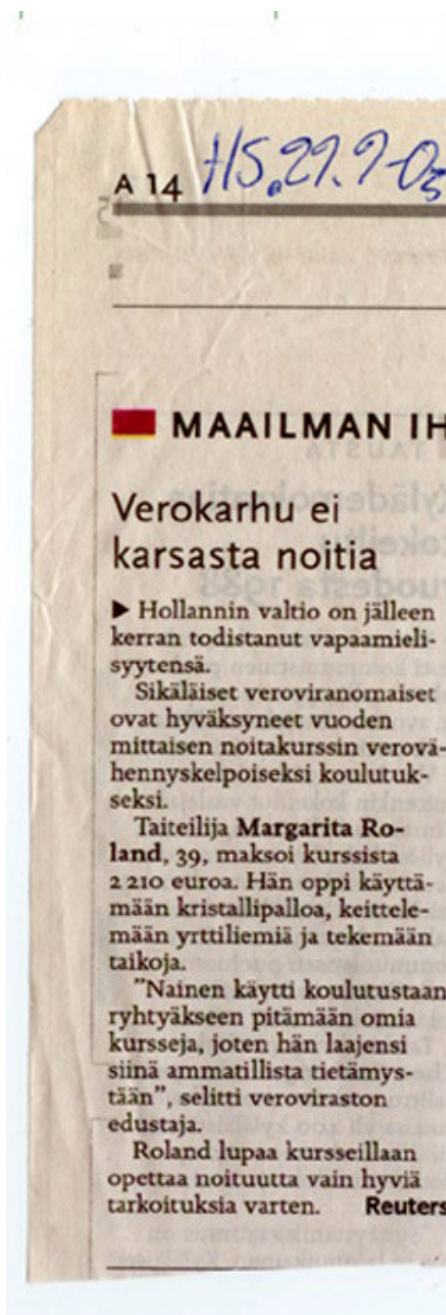 A 14 HS. 29.9-05
MAAILMAN IH
Verokarhu ei
karsasta noitia
▶ Hollannin valtio on jälleen
kerran todistanut vapaamieli-
syytensä.
Sikäläiset veroviranomaiset
ovat hyväksyneet vuoden
mittaisen noitakurssin verovä-
hennyskelpoiseksi koulutuk-
seksi.
Taiteilija Margarita Ro-
land, 39, maksoi kurssista
2 210 euroa. Hän oppi käyttä-
mään kristallipalloa, keittele-
mään yrttiliemiä ja tekemään
taikoja.
"Nainen käytti koulutustaan
ryhtyäkseen pitämään omia
kursseja, joten hän laajensi
siinä ammatillista tietämys-
tään", selitti veroviraston
edustaja.
Roland lupaa kursseillaan
opettaa noituutta vain hyviä
tarkoituksia varten. Reuters